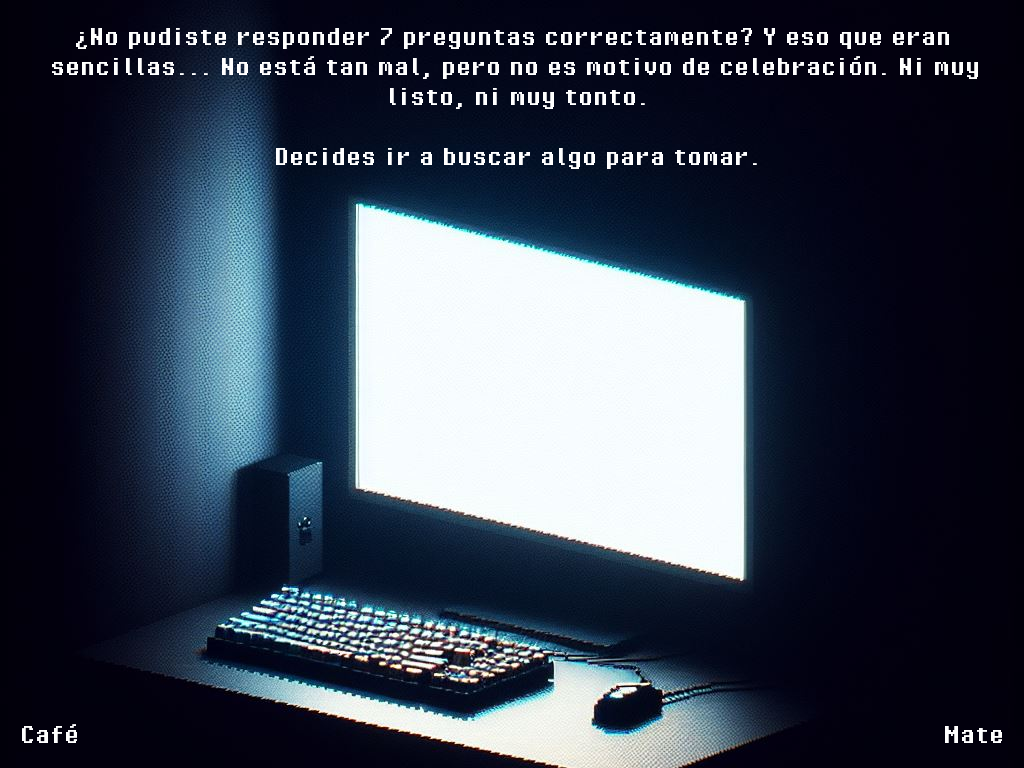 ¿No pudiste responder 7 preguntas correctamente? Y eso que eran
sencillas... No está tan mal, pero no es motivo de celebración. Ni muy
listo, ni muy tonto.
Decides ir a buscar algo para tomar.
Café
Mate